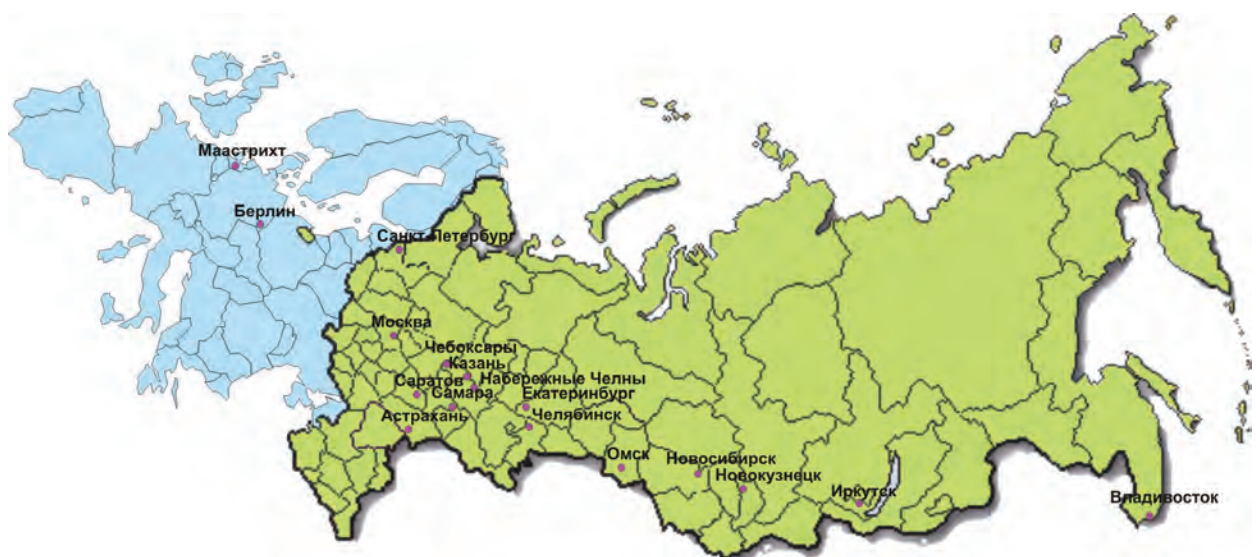 Маастрихт
Берлин
Санкт-Петербург
Москва
Чебоксары
Казань
Набережные Челны
Саратов
Самара
Екатеринбург
Астрахань
Челябинск
Омск
Новосибирск
Новокузнецк
Иркутск
Владивосток